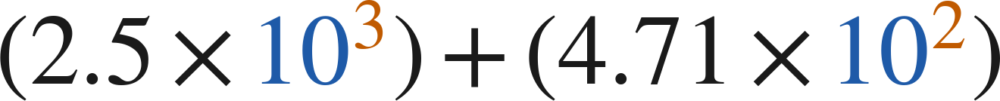 (2.5 × 10³) + (4.71 × 10²)